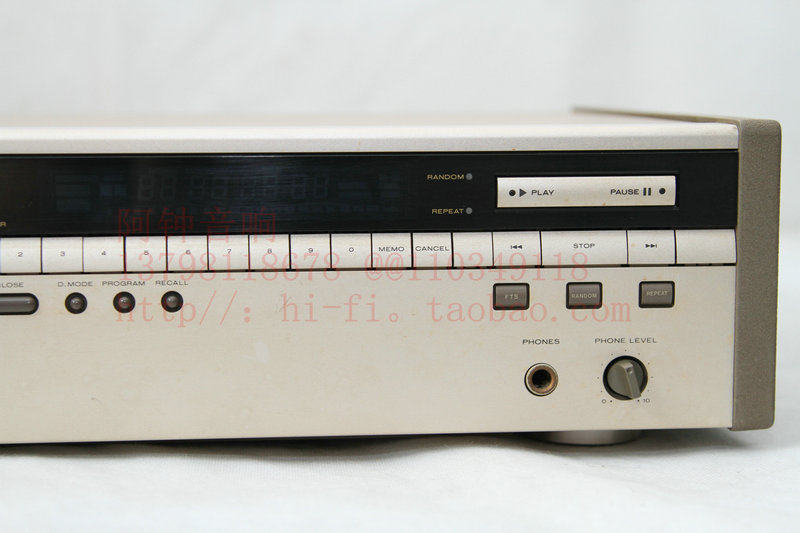 RANDOM
PLAY PAUSE
REPEAT
R
阿钟音响
2 3 4 5 6 7 8 9 0 MEMO CANCEL STOP
13798118678 @@110349118
LOSE D.MODE PROGRAM RECALL
FTS RANDOM REPEAT
http//: hi-fi。taobao.com
PHONES PHONE LEVEL
0 10